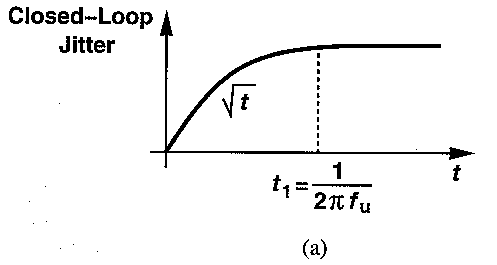 Closed-Loop
Jitter
√t
t
t₁ = 1/(2π fᵤ)
(a)